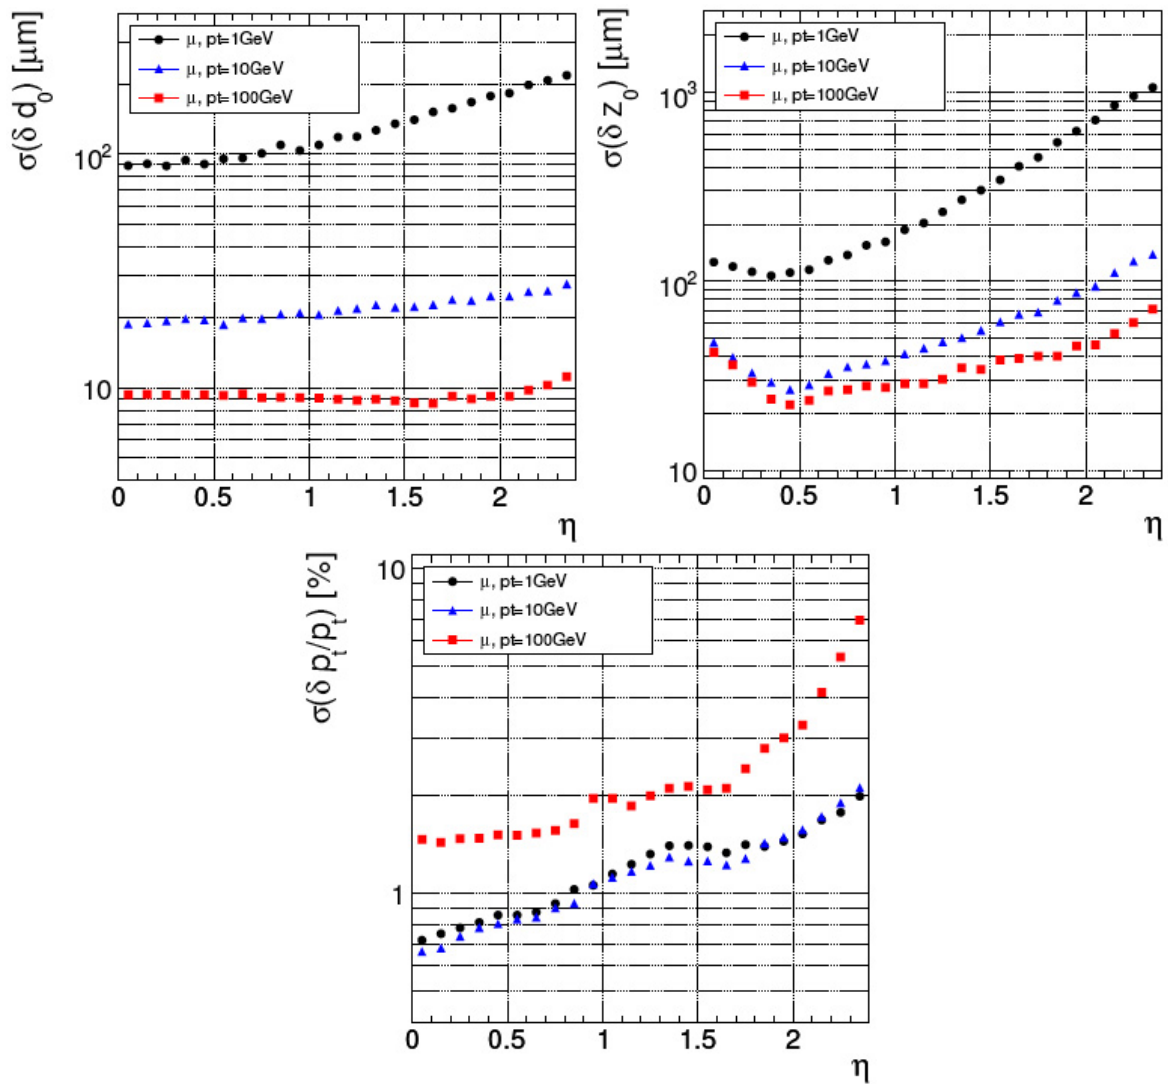 σ(δ d₀) [μm]
μ, pt=1GeV
μ, pt=10GeV
μ, pt=100GeV
10²
10
0 0.5 1 1.5 2
η
σ(δ z₀) [μm]
μ, pt=1GeV
μ, pt=10GeV
μ, pt=100GeV
10³
10²
10
0 0.5 1 1.5 2
η
σ(δ pₜ/pₜ) [%]
μ, pt=1GeV
μ, pt=10GeV
μ, pt=100GeV
10
1
0 0.5 1 1.5 2
η